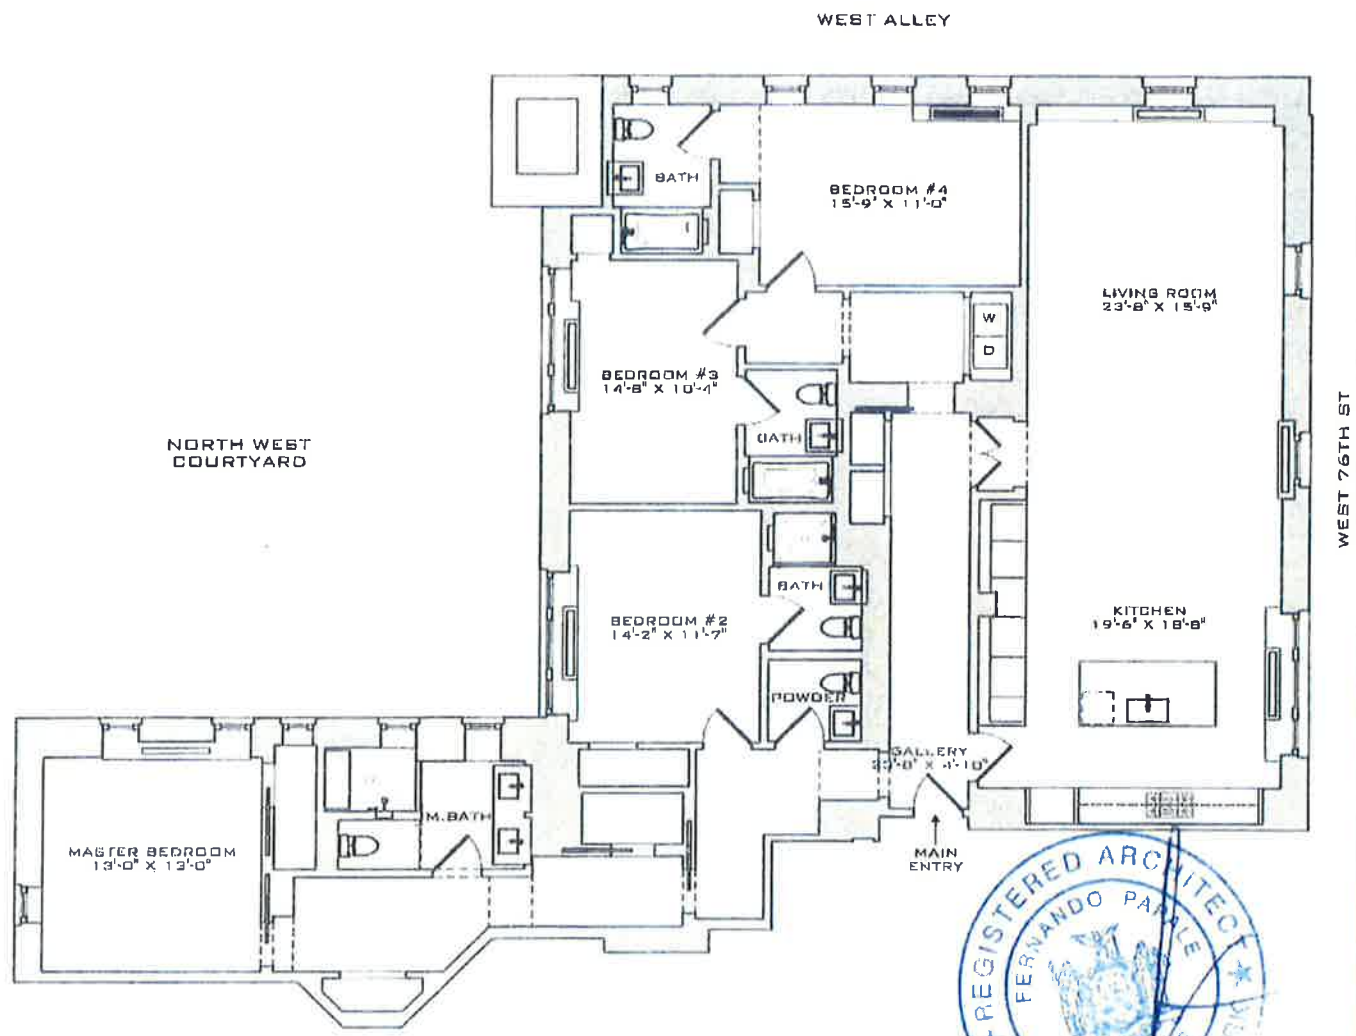 WEST ALLEY
BATH
BEDROOM #4
15'-9" X 11'-0"
LIVING ROOM
23'-8" X 15'-9"
W
D
BEDROOM #3
14'-8" X 10'-4"
BATH
NORTH WEST
COURTYARD
WEST 76TH ST
BATH
BEDROOM #2
14'-2" X 11'-7"
KITCHEN
19'-6" X 18'-8"
POWDER
GALLERY
M.BATH
MASTER BEDROOM
13'-0" X 13'-0"
MAIN
ENTRY
REGISTERED ARCHITECT
FERNANDO PAPALE